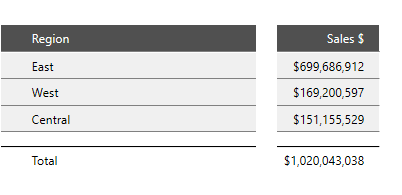 Region Sales $
East $699,686,912
West $169,200,597
Central $151,155,529
Total $1,020,043,038